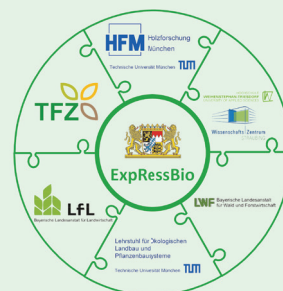 HFM Holzforschung
München
Technische Universität München TUM
TFZ
Wissenschafts-Zentrum
ExpRessBio
LfL
Bayerische Landesanstalt für Landwirtschaft
LWF Bayerische Landesanstalt
für Wald und Forstwirtschaft
Lehrstuhl für Ökologischen
Landbau und
Pflanzenbausysteme
Technische Universität München TUM